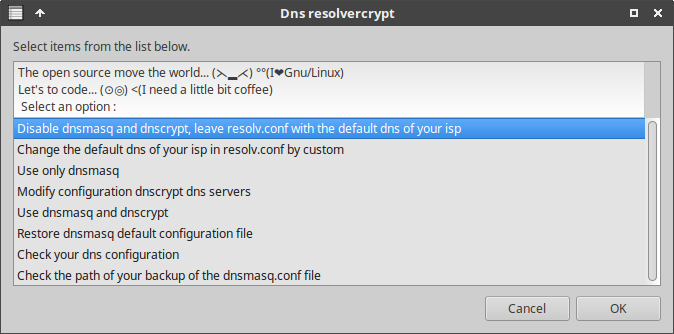 Dns resolvercrypt
Select items from the list below.
The open source move the world... (⋋▂⋌) °°(I❤Gnu/Linux)
Let's to code... (⊙◎) <(I need a little bit coffee)
Select an option :
Disable dnsmasq and dnscrypt, leave resolv.conf with the default dns of your isp
Change the default dns of your isp in resolv.conf by custom
Use only dnsmasq
Modify configuration dnscrypt dns servers
Use dnsmasq and dnscrypt
Restore dnsmasq default configuration file
Check your dns configuration
Check the path of your backup of the dnsmasq.conf file
Cancel OK